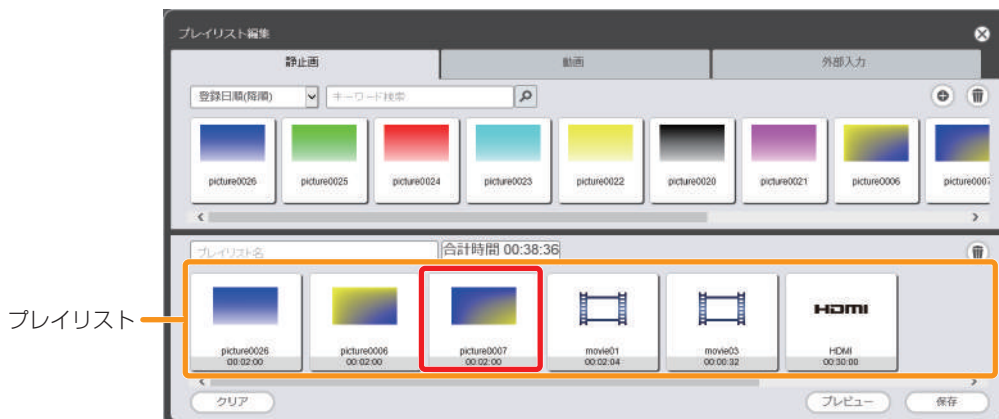 プレイリスト編集
静止画 動画 外部入力
登録日順(降順) キーワード検索
picture0026 picture0025 picture0024 picture0023 picture0022 picture0020 picture0021 picture0006 picture0007
プレイリスト名 合計時間 00:38:36
プレイリスト
HDMI
picture0026 picture0006 picture0007 movie01 movie03 HDMI
00:02:00 00:02:00 00:02:00 00:02:04 00:00:32 00:30:00
クリア プレビュー 保存